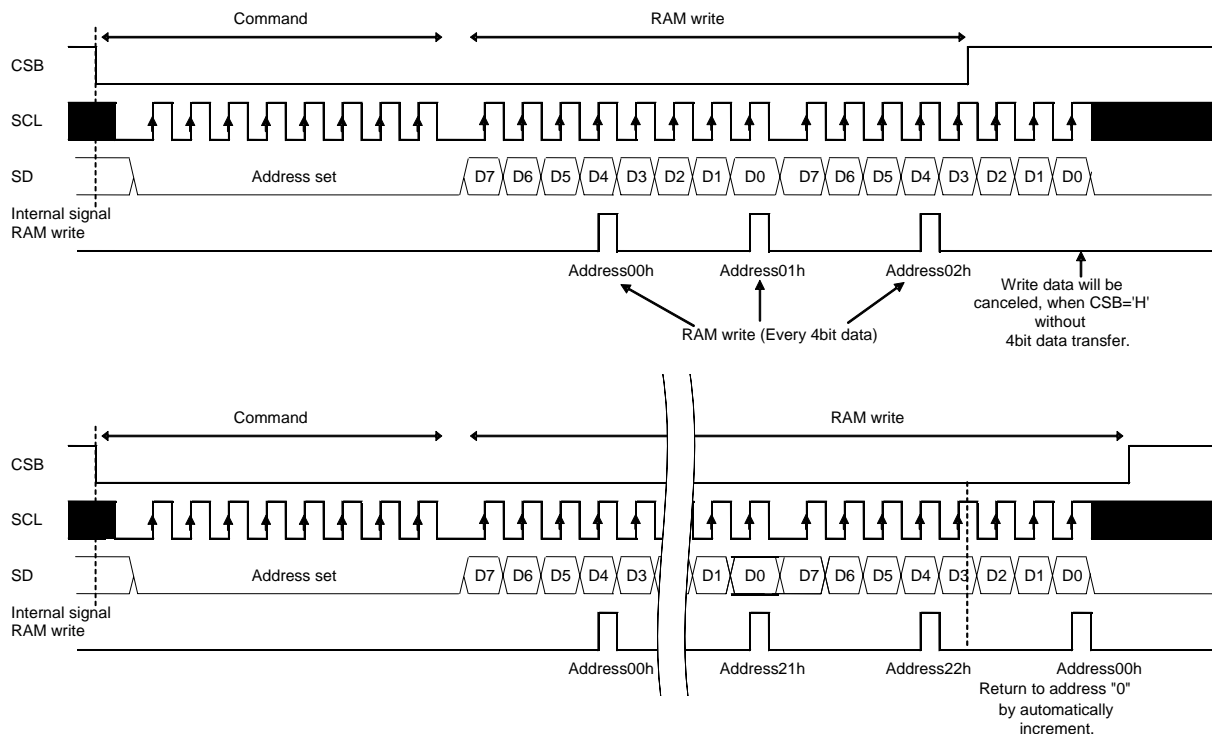 Command RAM write
CSB
SCL
SD Address set D7 D6 D5 D4 D3 D2 D1 D0 D7 D6 D5 D4 D3 D2 D1 D0
Internal signal
RAM write
Address00h Address01h Address02h
Write data will be
canceled, when CSB='H'
without
4bit data transfer.
RAM write (Every 4bit data)
Command RAM write
CSB
SCL
SD Address set D7 D6 D5 D4 D3 D1 D0 D7 D6 D5 D4 D3 D2 D1 D0
Internal signal
RAM write
Address00h Address21h Address22h Address00h
Return to address "0"
by automatically
increment.